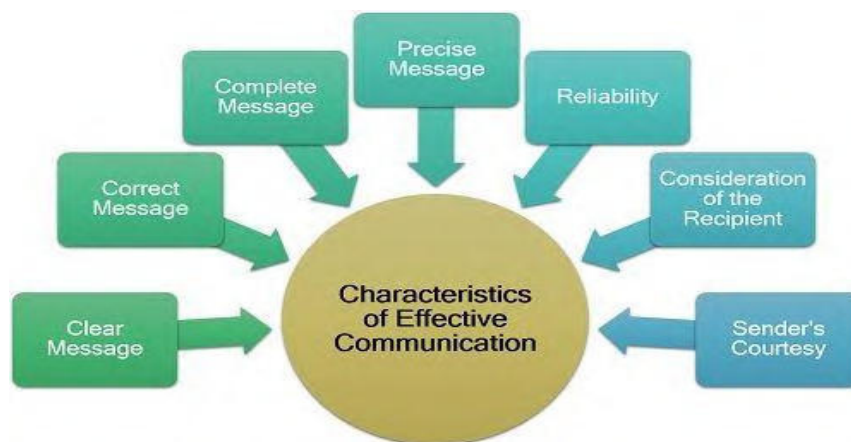 Clear
Message
Correct
Message
Complete
Message
Precise
Message
Reliability
Consideration
of the
Recipient
Sender's
Courtesy
Characteristics
of Effective
Communication